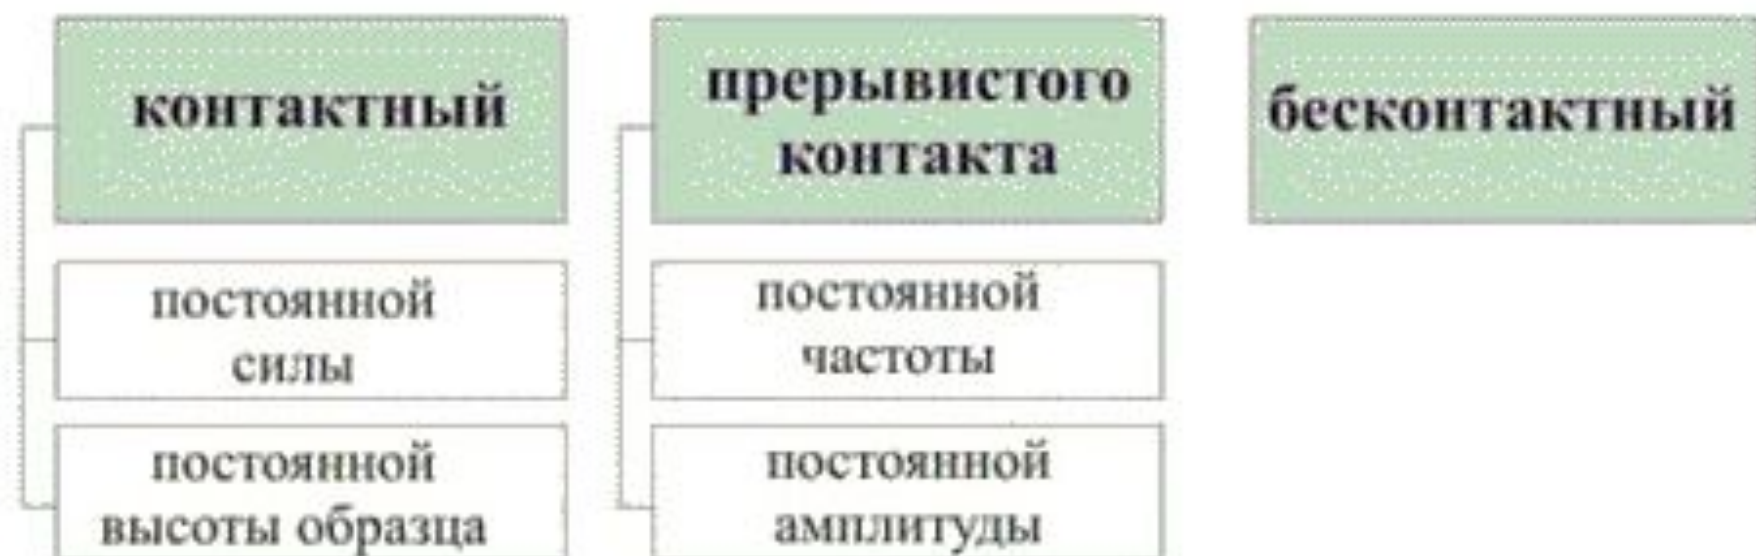 контактный
постоянной
силы
постоянной
высоты образца
прерывистого
контакта
постоянной
частоты
постоянной
амплитуды
бесконтактный